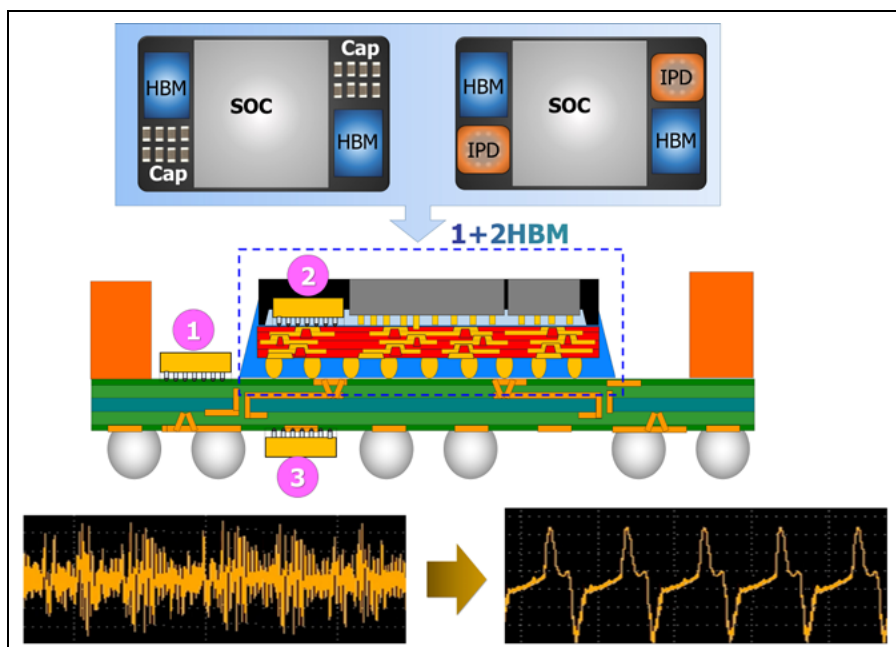 Cap
HBM
SOC
HBM
Cap
HBM
SOC
IPD
IPD
HBM
1+2HBM
2
1
3